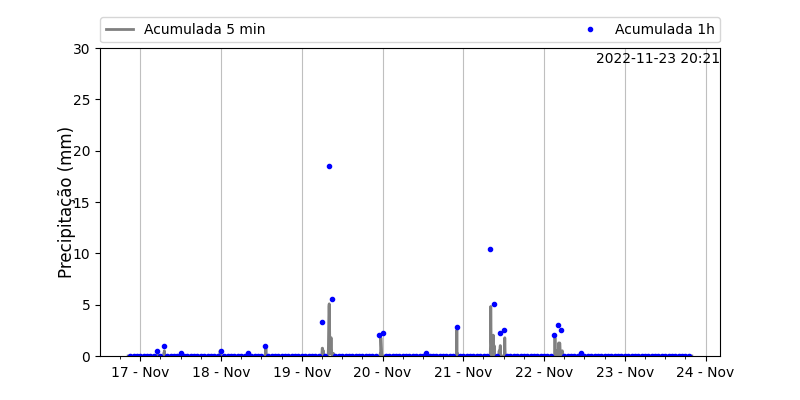 Acumulada 5 min
Acumulada 1h
2022-11-23 20:21
Precipitação (mm)
30
25
20
15
10
5
0
17 - Nov
18 - Nov
19 - Nov
20 - Nov
21 - Nov
22 - Nov
23 - Nov
24 - Nov